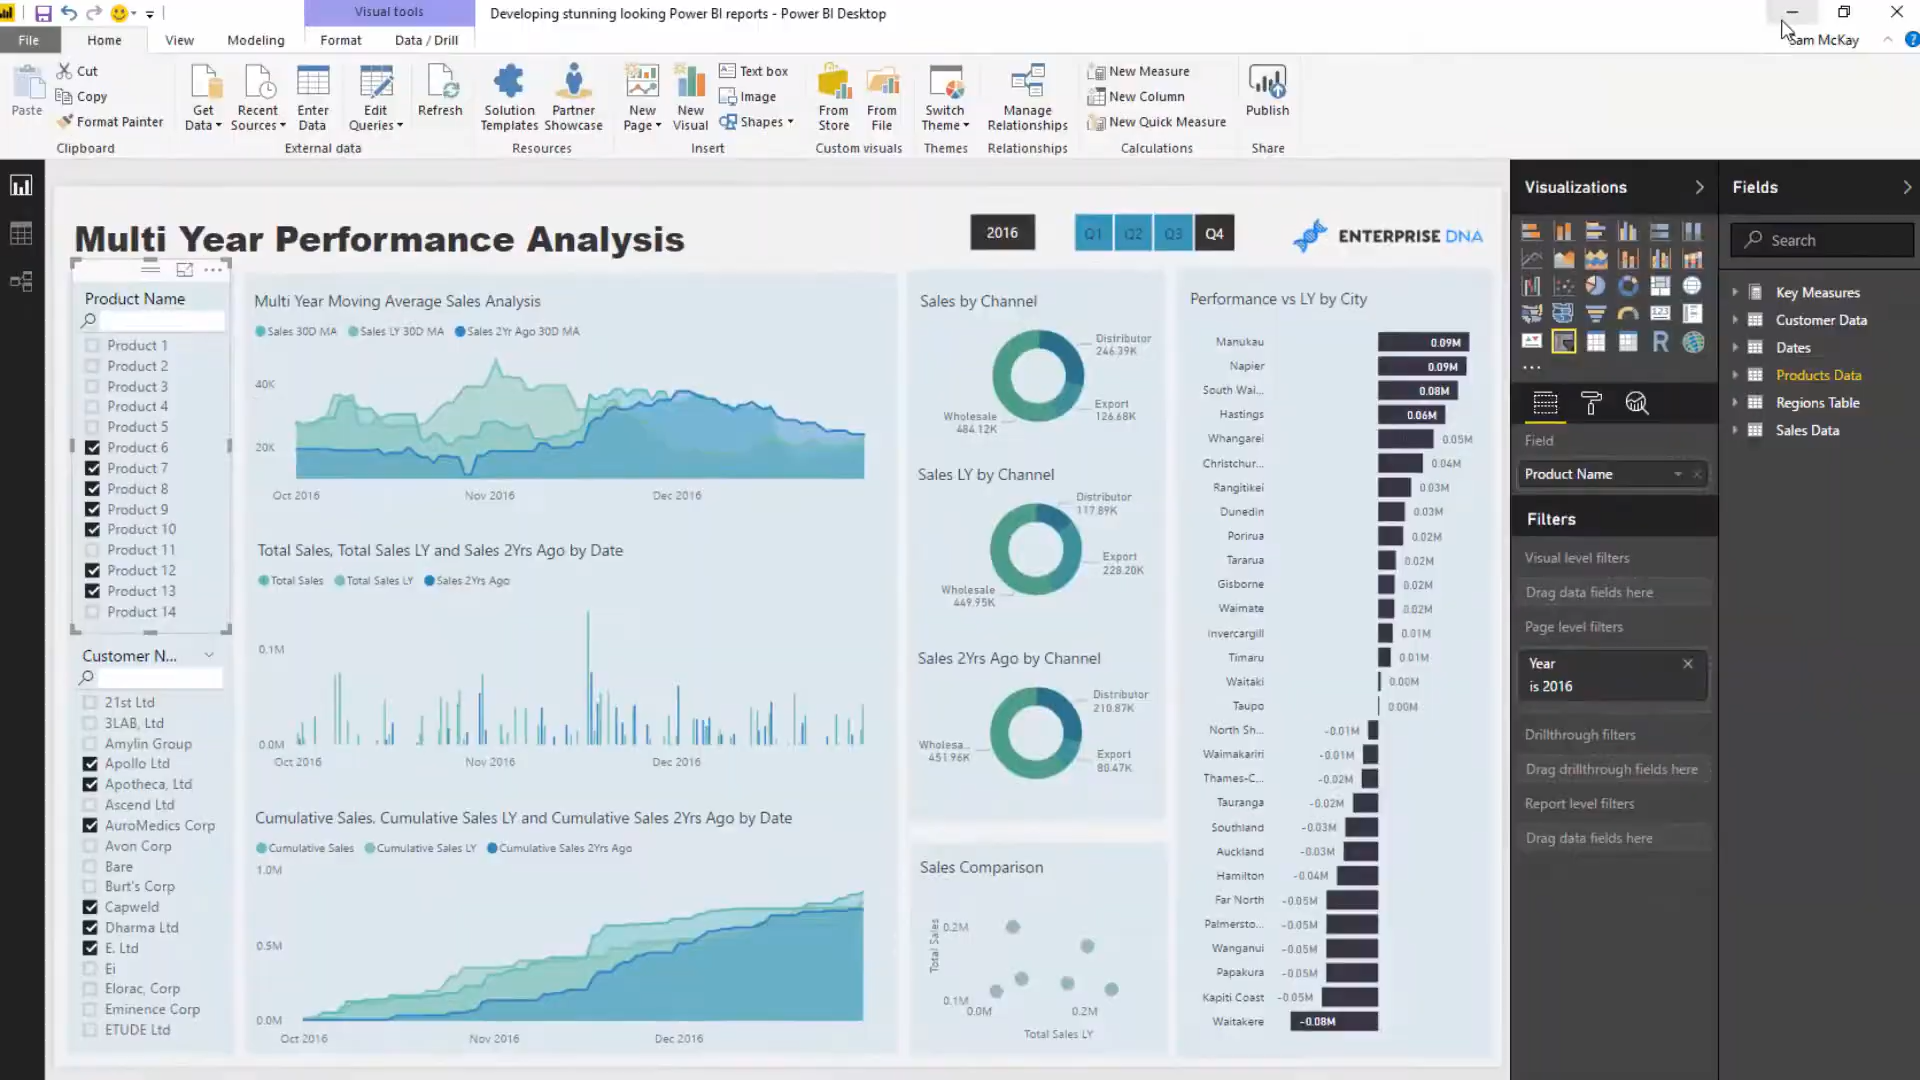 Visual tools
Developing stunning looking Power BI reports - Power BI Desktop
File
Home
View
Modeling
Format
Data / Drill
Sam McKay
Paste
Cut
Copy
Format Painter
Clipboard
Get Data
Recent Sources
Enter Data
Edit Queries
Refresh
External data
Solution Templates
Partner Showcase
Resources
New Page
New Visual
Text box
Image
Shapes
Insert
From Store
From File
Custom visuals
Switch Theme
Themes
Manage Relationships
Relationships
New Measure
New Column
New Quick Measure
Calculations
Publish
Share
Multi Year Performance Analysis
2016
Q1
Q2
Q3
Q4
ENTERPRISE DNA
Product Name
Product 1
Product 2
Product 3
Product 4
Product 5
Product 6
Product 7
Product 8
Product 9
Product 10
Product 11
Product 12
Product 13
Product 14
Customer N...
21st Ltd
3LAB, Ltd
Amylin Group
Apollo Ltd
Apotheca, Ltd
Ascend Ltd
AuroMedics Corp
Avon Corp
Bare
Burt's Corp
Capweld
Dharma Ltd
E. Ltd
Ei
Elorac, Corp
Eminence Corp
ETUDE Ltd
Multi Year Moving Average Sales Analysis
Sales 30D MA
Sales LY 30D MA
Sales 2Yr Ago 30D MA
40K
20K
Oct 2016
Nov 2016
Dec 2016
Total Sales, Total Sales LY and Sales 2Yrs Ago by Date
Total Sales
Total Sales LY
Sales 2Yrs Ago
0.1M
0.0M
Oct 2016
Nov 2016
Dec 2016
Cumulative Sales, Cumulative Sales LY and Cumulative Sales 2Yrs Ago by Date
Cumulative Sales
Cumulative Sales LY
Cumulative Sales 2Yrs Ago
1.0M
0.5M
0.0M
Oct 2016
Nov 2016
Dec 2016
Sales by Channel
Distributor
246.39K
Export
126.68K
Wholesale
484.12K
Sales LY by Channel
Distributor
117.89K
Export
228.20K
Wholesale
449.95K
Sales 2Yrs Ago by Channel
Distributor
210.87K
Wholesa...
451.96K
Export
80.47K
Sales Comparison
Total Sales
0.2M
0.1M
0.0M
0.2M
Total Sales LY
Performance vs LY by City
Manukau 0.09M
Napier 0.09M
South Wai... 0.08M
Hastings 0.06M
Whangarei 0.05M
Christchur... 0.04M
Rangitikei 0.03M
Dunedin 0.03M
Porirua 0.02M
Tararua 0.02M
Gisborne 0.02M
Waimate 0.02M
Invercargill 0.01M
Timaru 0.01M
Waitaki 0.00M
Taupo 0.00M
North Sh... -0.01M
Waimakariri -0.01M
Thames-C... -0.02M
Tauranga -0.02M
Southland -0.03M
Auckland -0.03M
Hamilton -0.04M
Far North -0.05M
Palmersto... -0.05M
Wanganui -0.05M
Papakura -0.05M
Kapiti Coast -0.05M
Waitakere -0.08M
Visualizations
R
Field
Product Name
Filters
Visual level filters
Drag data fields here
Page level filters
Year
is 2016
Drillthrough filters
Drag drillthrough fields here
Report level filters
Drag data fields here
Fields
Search
Key Measures
Customer Data
Dates
Products Data
Regions Table
Sales Data